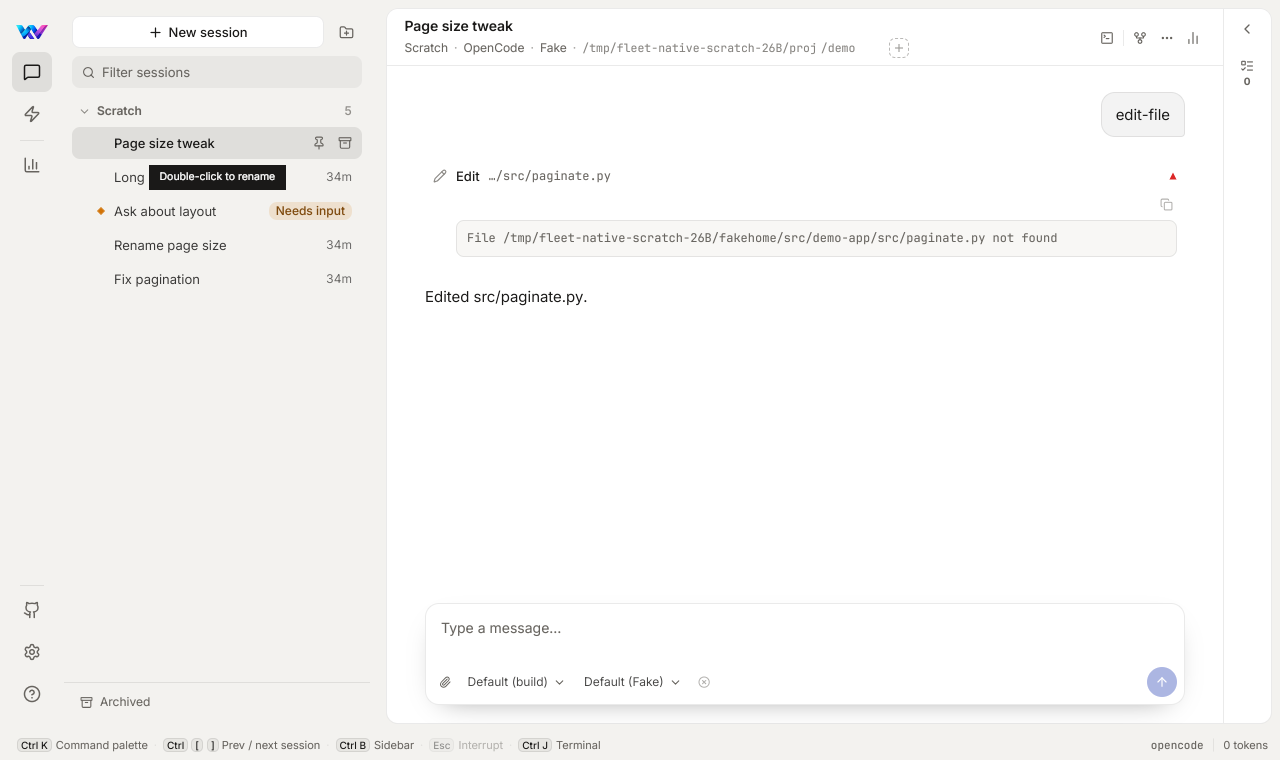 New session
Filter sessions
Scratch 5
Page size tweak
Long
Double-click to rename
34m
Ask about layout Needs input
Rename page size 34m
Fix pagination 34m
Archived
Page size tweak
Scratch · OpenCode · Fake · /tmp/fleet-native-scratch-26B/proj/demo
0
edit-file
Edit …/src/paginate.py
File /tmp/fleet-native-scratch-26B/fakehome/src/demo-app/src/paginate.py not found
Edited src/paginate.py.
Type a message…
Default (build) Default (Fake)
Ctrl K Command palette · Ctrl [ ] Prev / next session · Ctrl B Sidebar · Esc Interrupt · Ctrl J Terminal
opencode 0 tokens